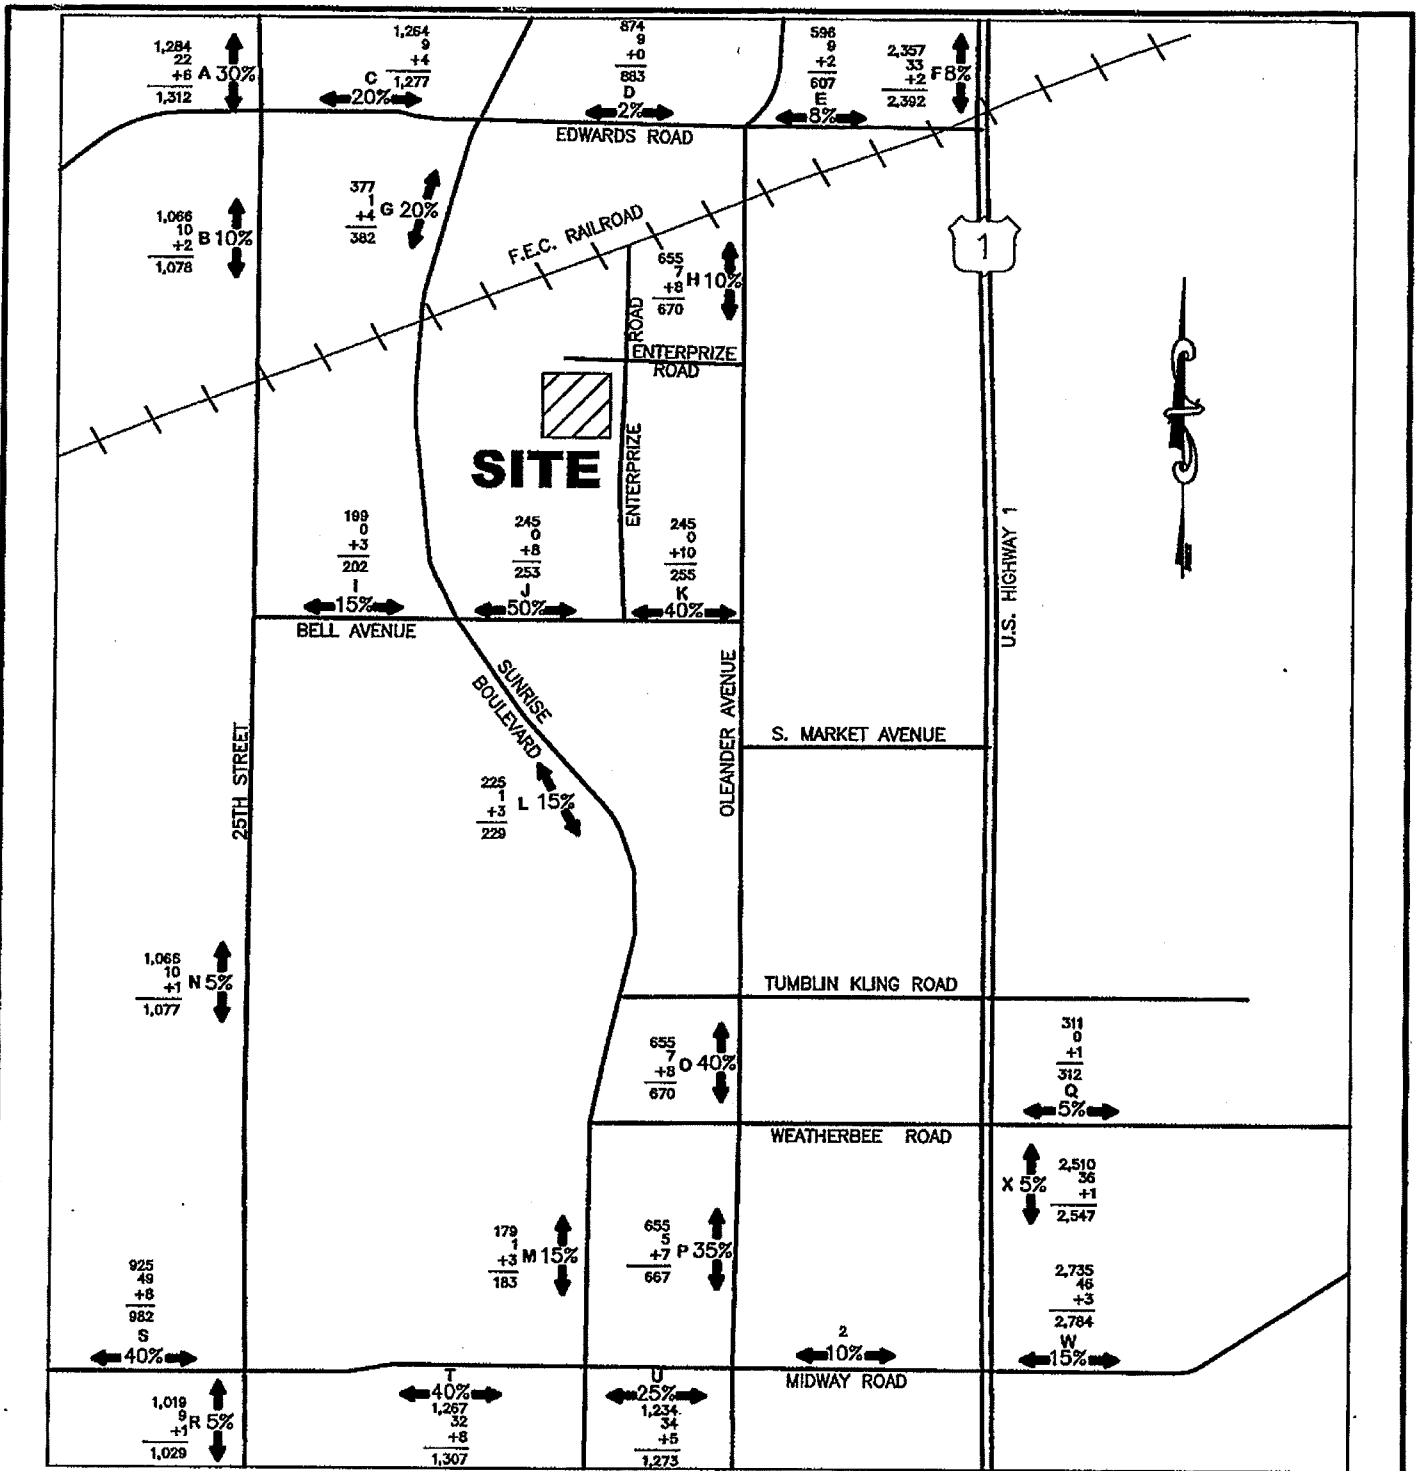 1,284
22
+6
1,312
A 30%
1,264
9
+4
1,277
C
20%
874
9
+0
883
D
2%
596
9
+2
607
E
8%
2,357
33
+2
2,392
F 8%
EDWARDS ROAD
377
1
+4
382
G 20%
1,066
10
+2
1,078
B 10%
F.E.C. RAILROAD
655
7
+8
670
H 10%
1
ENTERPRIZE ROAD
ENTERPRIZE
ROAD
SITE
199
0
+3
202
I
15%
245
0
+8
253
J
50%
245
0
+10
255
K
40%
BELL AVENUE
U.S. HIGHWAY 1
SUNRISE
BOULEVARD
OLEANDER AVENUE
S. MARKET AVENUE
25TH STREET
225
1
+3
229
L 15%
1,066
10
+1
1,077
N 5%
TUMBLIN KLING ROAD
655
7
+8
670
O 40%
311
0
+1
312
Q
5%
WEATHERBEE ROAD
2,510
36
+1
2,547
X 5%
179
1
+3
183
M 15%
655
5
+7
667
P 35%
925
49
+8
982
S
40%
2,735
46
+3
2,784
W
15%
2
10%
MIDWAY ROAD
1,019
9
+1
1,029
R 5%
T
40%
1,267
32
+8
1,307
U
25%
1,234
34
+5
1,273